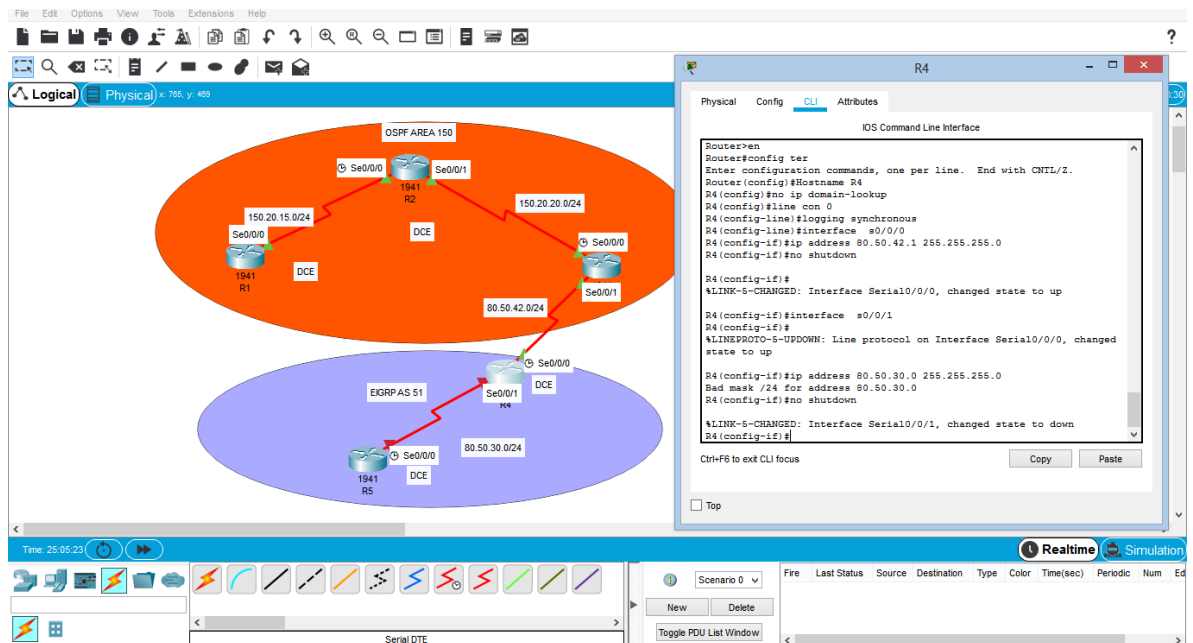 File Edit Options View Tools Extensions Help
?
Logical Physical x: 785, y: 489
R4
Physical Config CLI Attributes
IOS Command Line Interface
Router>en
Router#config ter
Enter configuration commands, one per line. End with CNTL/Z.
Router(config)#Hostname R4
R4(config)#no ip domain-lookup
R4(config)#line con 0
R4(config-line)#logging synchronous
R4(config-line)#interface s0/0/0
R4(config-if)#ip address 80.50.42.1 255.255.255.0
R4(config-if)#no shutdown
R4(config-if)#
%LINK-5-CHANGED: Interface Serial0/0/0, changed state to up
R4(config-if)#interface s0/0/1
R4(config-if)#
%LINEPROTO-5-UPDOWN: Line protocol on Interface Serial0/0/0, changed
state to up
R4(config-if)#ip address 80.50.30.0 255.255.255.0
Bad mask /24 for address 80.50.30.0
R4(config-if)#no shutdown
%LINK-5-CHANGED: Interface Serial0/0/1, changed state to down
R4(config-if)#
Ctrl+F6 to exit CLI focus
Copy Paste
Top
OSPF AREA 150
Se0/0/0
Se0/0/1
1941
R2
150.20.15.0/24
150.20.20.0/24
DCE
Se0/0/0
Se0/0/0
1941
R1
DCE
Se0/0/1
80.50.42.0/24
Se0/0/0
EIGRP AS 51
Se0/0/1
DCE
R4
80.50.30.0/24
Se0/0/0
DCE
1941
R5
Time: 25:05:23
Realtime Simulation
Scenario 0
Fire Last Status Source Destination Type Color Time(sec) Periodic Num Ed
New Delete
Toggle PDU List Window
Serial DTE